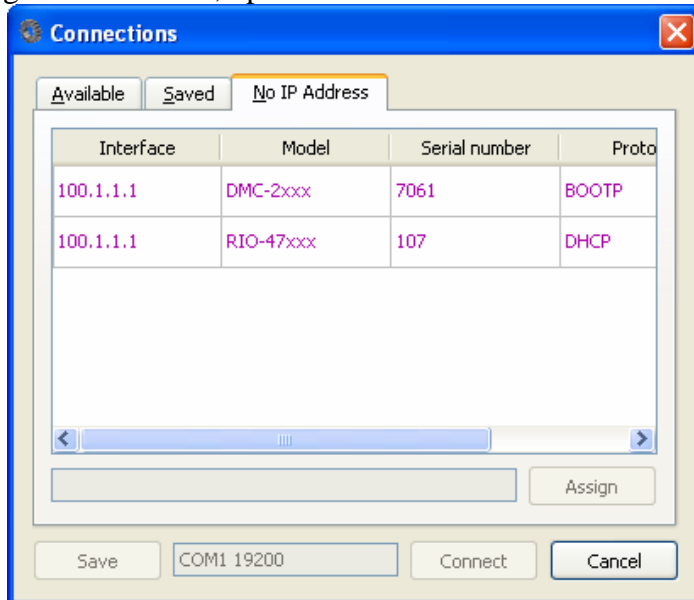 Connections
Available Saved No IP Address
Interface Model Serial number Proto
100.1.1.1 DMC-2xxx 7061 BOOTP
100.1.1.1 RIO-47xxx 107 DHCP
Assign
Save COM1 19200 Connect Cancel